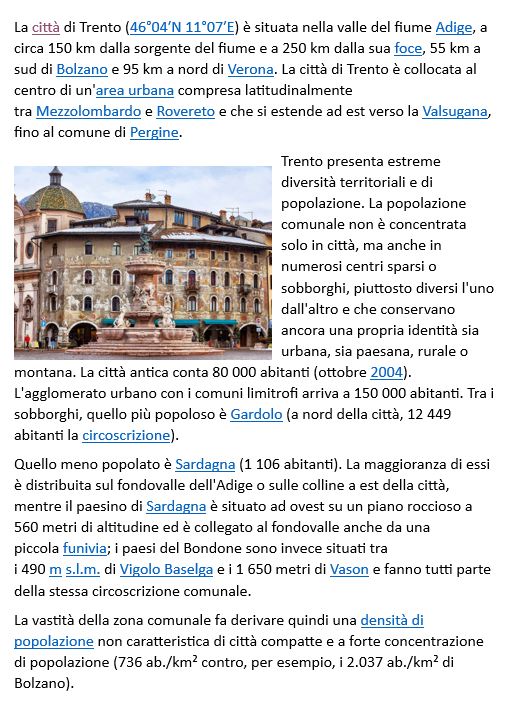 La città di Trento (46°04′N 11°07′E) è situata nella valle del fiume Adige, a
circa 150 km dalla sorgente del fiume e a 250 km dalla sua foce, 55 km a
sud di Bolzano e 95 km a nord di Verona. La città di Trento è collocata al
centro di un'area urbana compresa latitudinalmente
tra Mezzolombardo e Rovereto e che si estende ad est verso la Valsugana,
fino al comune di Pergine.
Trento presenta estreme
diversità territoriali e di
popolazione. La popolazione
comunale non è concentrata
solo in città, ma anche in
numerosi centri sparsi o
sobborghi, piuttosto diversi l'uno
dall'altro e che conservano
ancora una propria identità sia
urbana, sia paesana, rurale o
montana. La città antica conta 80 000 abitanti (ottobre 2004).
L'agglomerato urbano con i comuni limitrofi arriva a 150 000 abitanti. Tra i
sobborghi, quello più popoloso è Gardolo (a nord della città, 12 449
abitanti la circoscrizione).
Quello meno popolato è Sardagna (1 106 abitanti). La maggioranza di essi
è distribuita sul fondovalle dell'Adige o sulle colline a est della città,
mentre il paesino di Sardagna è situato ad ovest su un piano roccioso a
560 metri di altitudine ed è collegato al fondovalle anche da una
piccola funivia; i paesi del Bondone sono invece situati tra
i 490 m s.l.m. di Vigolo Baselga e i 1 650 metri di Vason e fanno tutti parte
della stessa circoscrizione comunale.
La vastità della zona comunale fa derivare quindi una densità di
popolazione non caratteristica di città compatte e a forte concentrazione
di popolazione (736 ab./km² contro, per esempio, i 2.037 ab./km² di
Bolzano).